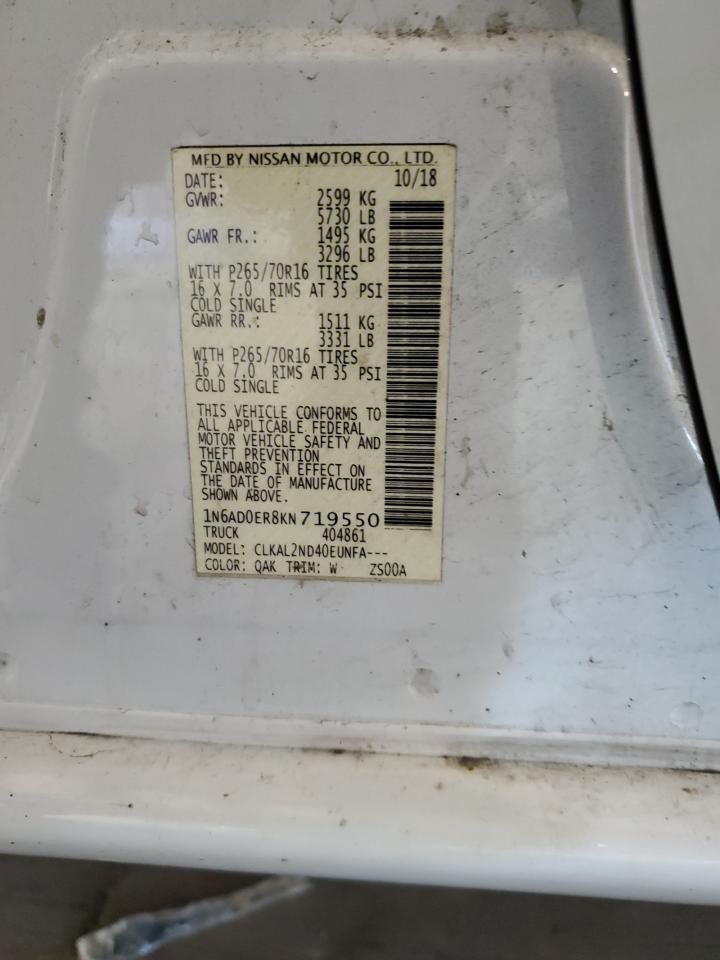 MFD BY NISSAN MOTOR CO., LTD.
DATE: 10/18
GVWR: 2599 KG
5730 LB
GAWR FR.: 1495 KG
3296 LB
WITH P265/70R16 TIRES
16 X 7.0 RIMS AT 35 PSI
COLD SINGLE
GAWR RR.: 1511 KG
3331 LB
WITH P265/70R16 TIRES
16 X 7.0 RIMS AT 35 PSI
COLD SINGLE
THIS VEHICLE CONFORMS TO
ALL APPLICABLE FEDERAL
MOTOR VEHICLE SAFETY AND
THEFT PREVENTION
STANDARDS IN EFFECT ON
THE DATE OF MANUFACTURE
SHOWN ABOVE.
1N6AD0ER8KN719550
TRUCK 404861
MODEL: CLKAL2ND40EUNFA---
COLOR: QAK TRIM: W ZS00A